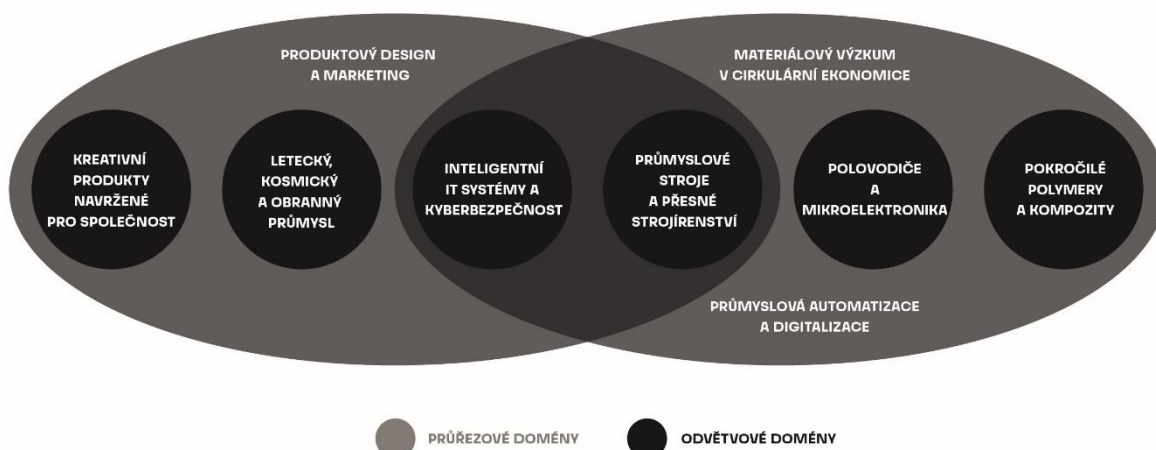 PRODUKTOVÝ DESIGN
A MARKETING
MATERIÁLOVÝ VÝZKUM
V CIRKULÁRNÍ EKONOMICE
KREATIVNÍ
PRODUKTY
NAVRŽENÉ
PRO SPOLEČNOST
LETECKÝ,
KOSMICKÝ
A OBRANNÝ
PRŮMYSL
INTELIGENTNÍ
IT SYSTÉMY A
KYBERBEZPEČNOST
PRŮMYSLOVÉ
STROJE
A PŘESNÉ
STROJÍRENSTVÍ
POLOVODIČE
A
MIKROELEKTRONIKA
POKROČILÉ
POLYMERY
A KOMPOZITY
PRŮMYSLOVÁ AUTOMATIZACE
A DIGITALIZACE
PRŮŘEZOVÉ DOMÉNY
ODVĚTVOVÉ DOMÉNY